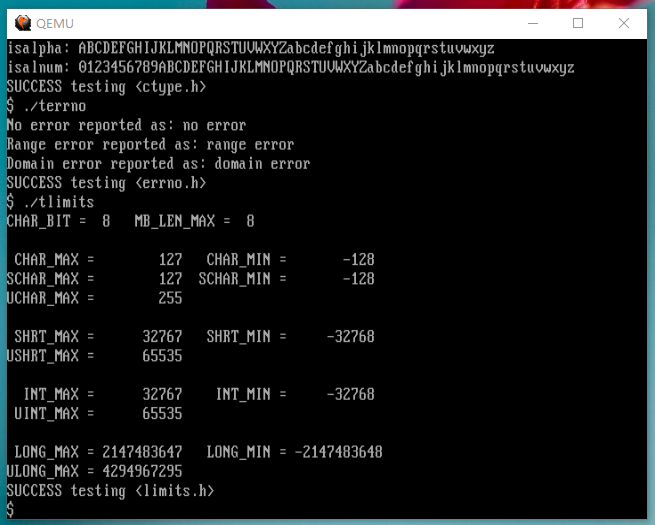 QEMU
isalpha: ABCDEFGHIJKLMNOPQRSTUVWXYZabcdefghijklmnopqrstuvwxyz
isalnum: 0123456789ABCDEFGHIJKLMNOPQRSTUVWXYZabcdefghijklmnopqrstuvwxyz
SUCCESS testing <ctype.h>
$ ./terrno
No error reported as: no error
Range error reported as: range error
Domain error reported as: domain error
SUCCESS testing <errno.h>
$ ./tlimits
CHAR_BIT =  8   MB_LEN_MAX =  8
 CHAR_MAX =        127   CHAR_MIN =       -128
SCHAR_MAX =        127  SCHAR_MIN =       -128
UCHAR_MAX =        255
 SHRT_MAX =      32767   SHRT_MIN =     -32768
USHRT_MAX =      65535
  INT_MAX =      32767    INT_MIN =     -32768
 UINT_MAX =      65535
 LONG_MAX = 2147483647   LONG_MIN = -2147483648
ULONG_MAX = 4294967295
SUCCESS testing <limits.h>
$